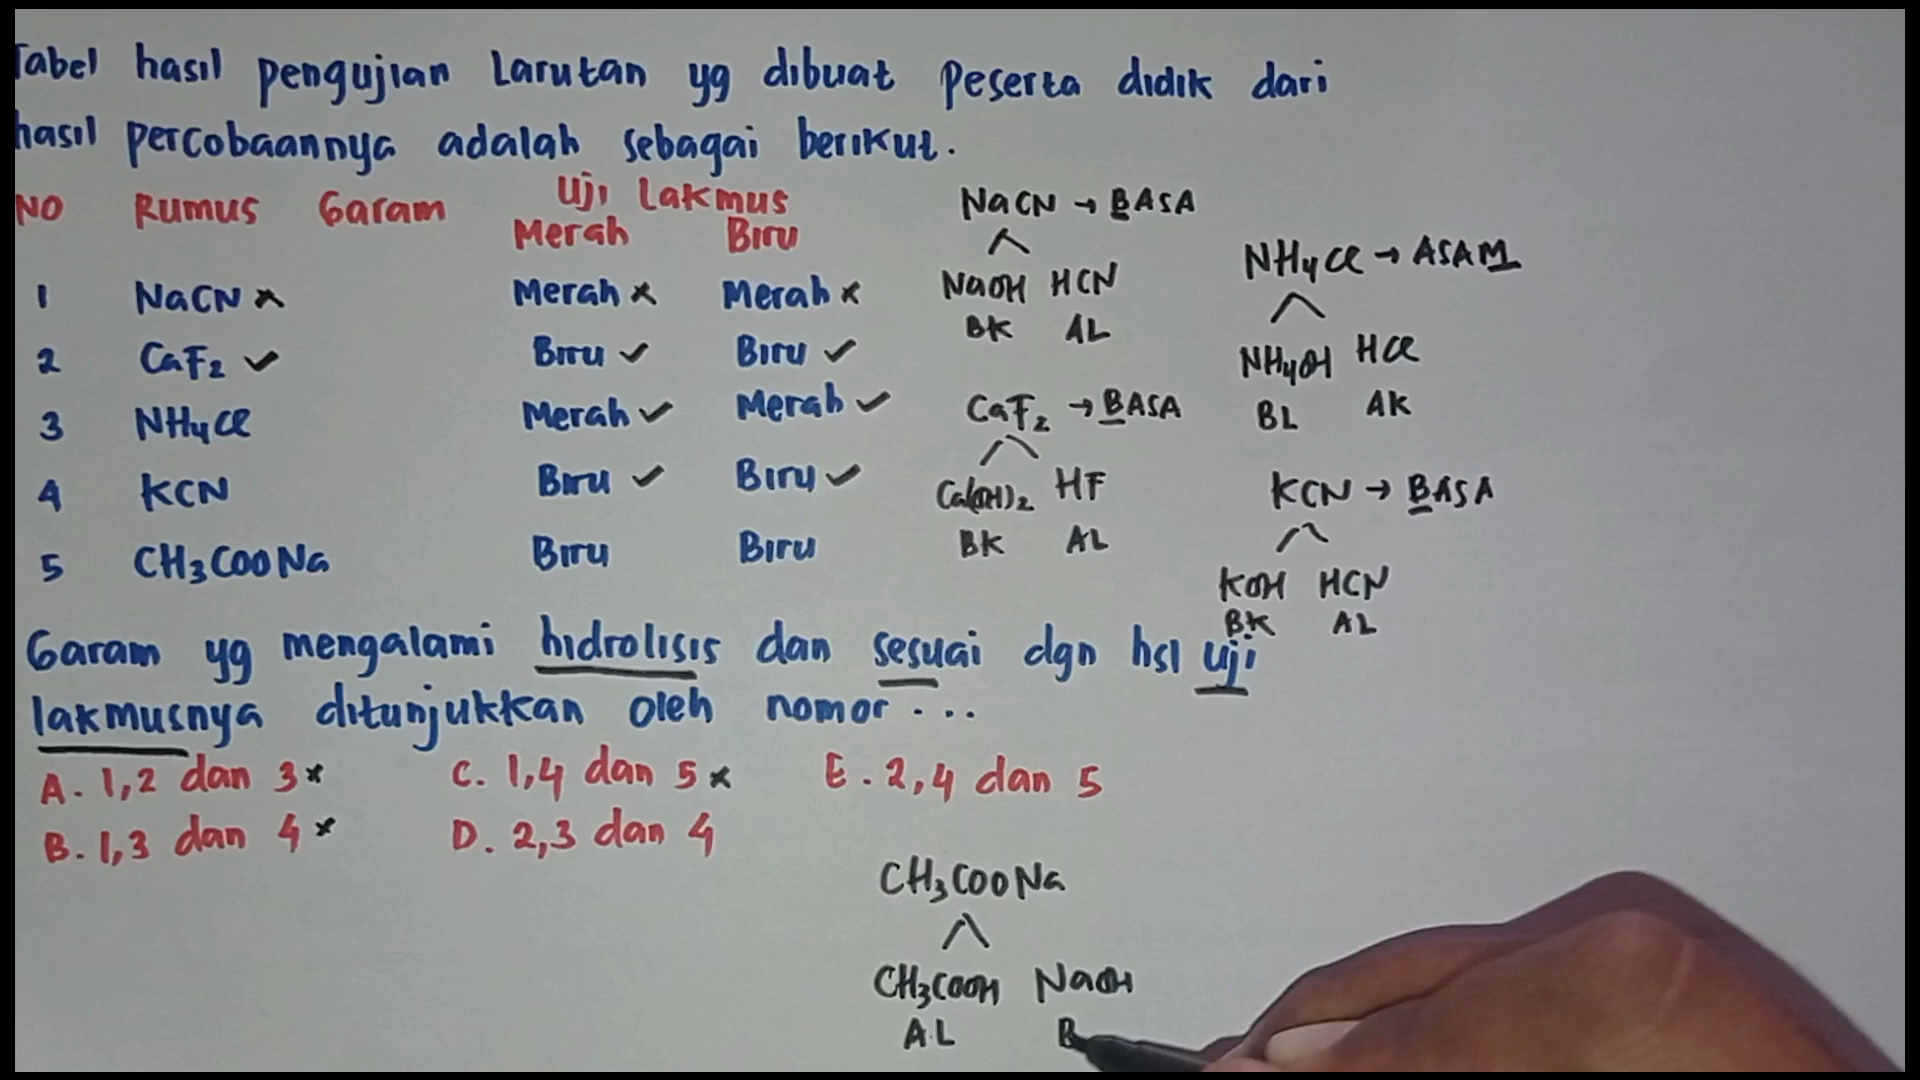 Tabel hasil pengujian Larutan yg dibuat Peserta didik dari
hasil percobaannya adalah sebagai berikut.
NO Rumus Garam Uji Lakmus
Merah Biru
1 NaCN × Merah × Merah ×
2 CaF₂ ✓ Biru ✓ Biru ✓
3 NH₄Cl Merah ✓ Merah ✓
4 KCN Biru ✓ Biru ✓
5 CH₃COONa Biru Biru
NaCN → BASA
NaOH HCN
BK AL
CaF₂ → BASA
Ca(OH)₂ HF
BK AL
NH₄Cl → ASAM
NH₄OH HCl
BL AK
KCN → BASA
KOH HCN
BK AL
Garam yg mengalami hidrolisis dan sesuai dgn hsl uji
lakmusnya ditunjukkan oleh nomor ...
A. 1,2 dan 3 × C. 1,4 dan 5 × E. 2,4 dan 5
B. 1,3 dan 4 × D. 2,3 dan 4
CH₃COONa
CH₃COOH NaOH
AL B